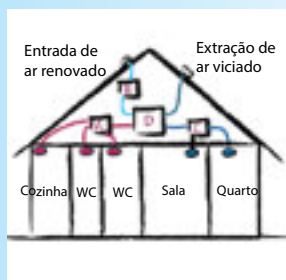 Entrada de
ar renovado
Extração de
ar viciado
D
Cozinha
WC
WC
Sala
Quarto